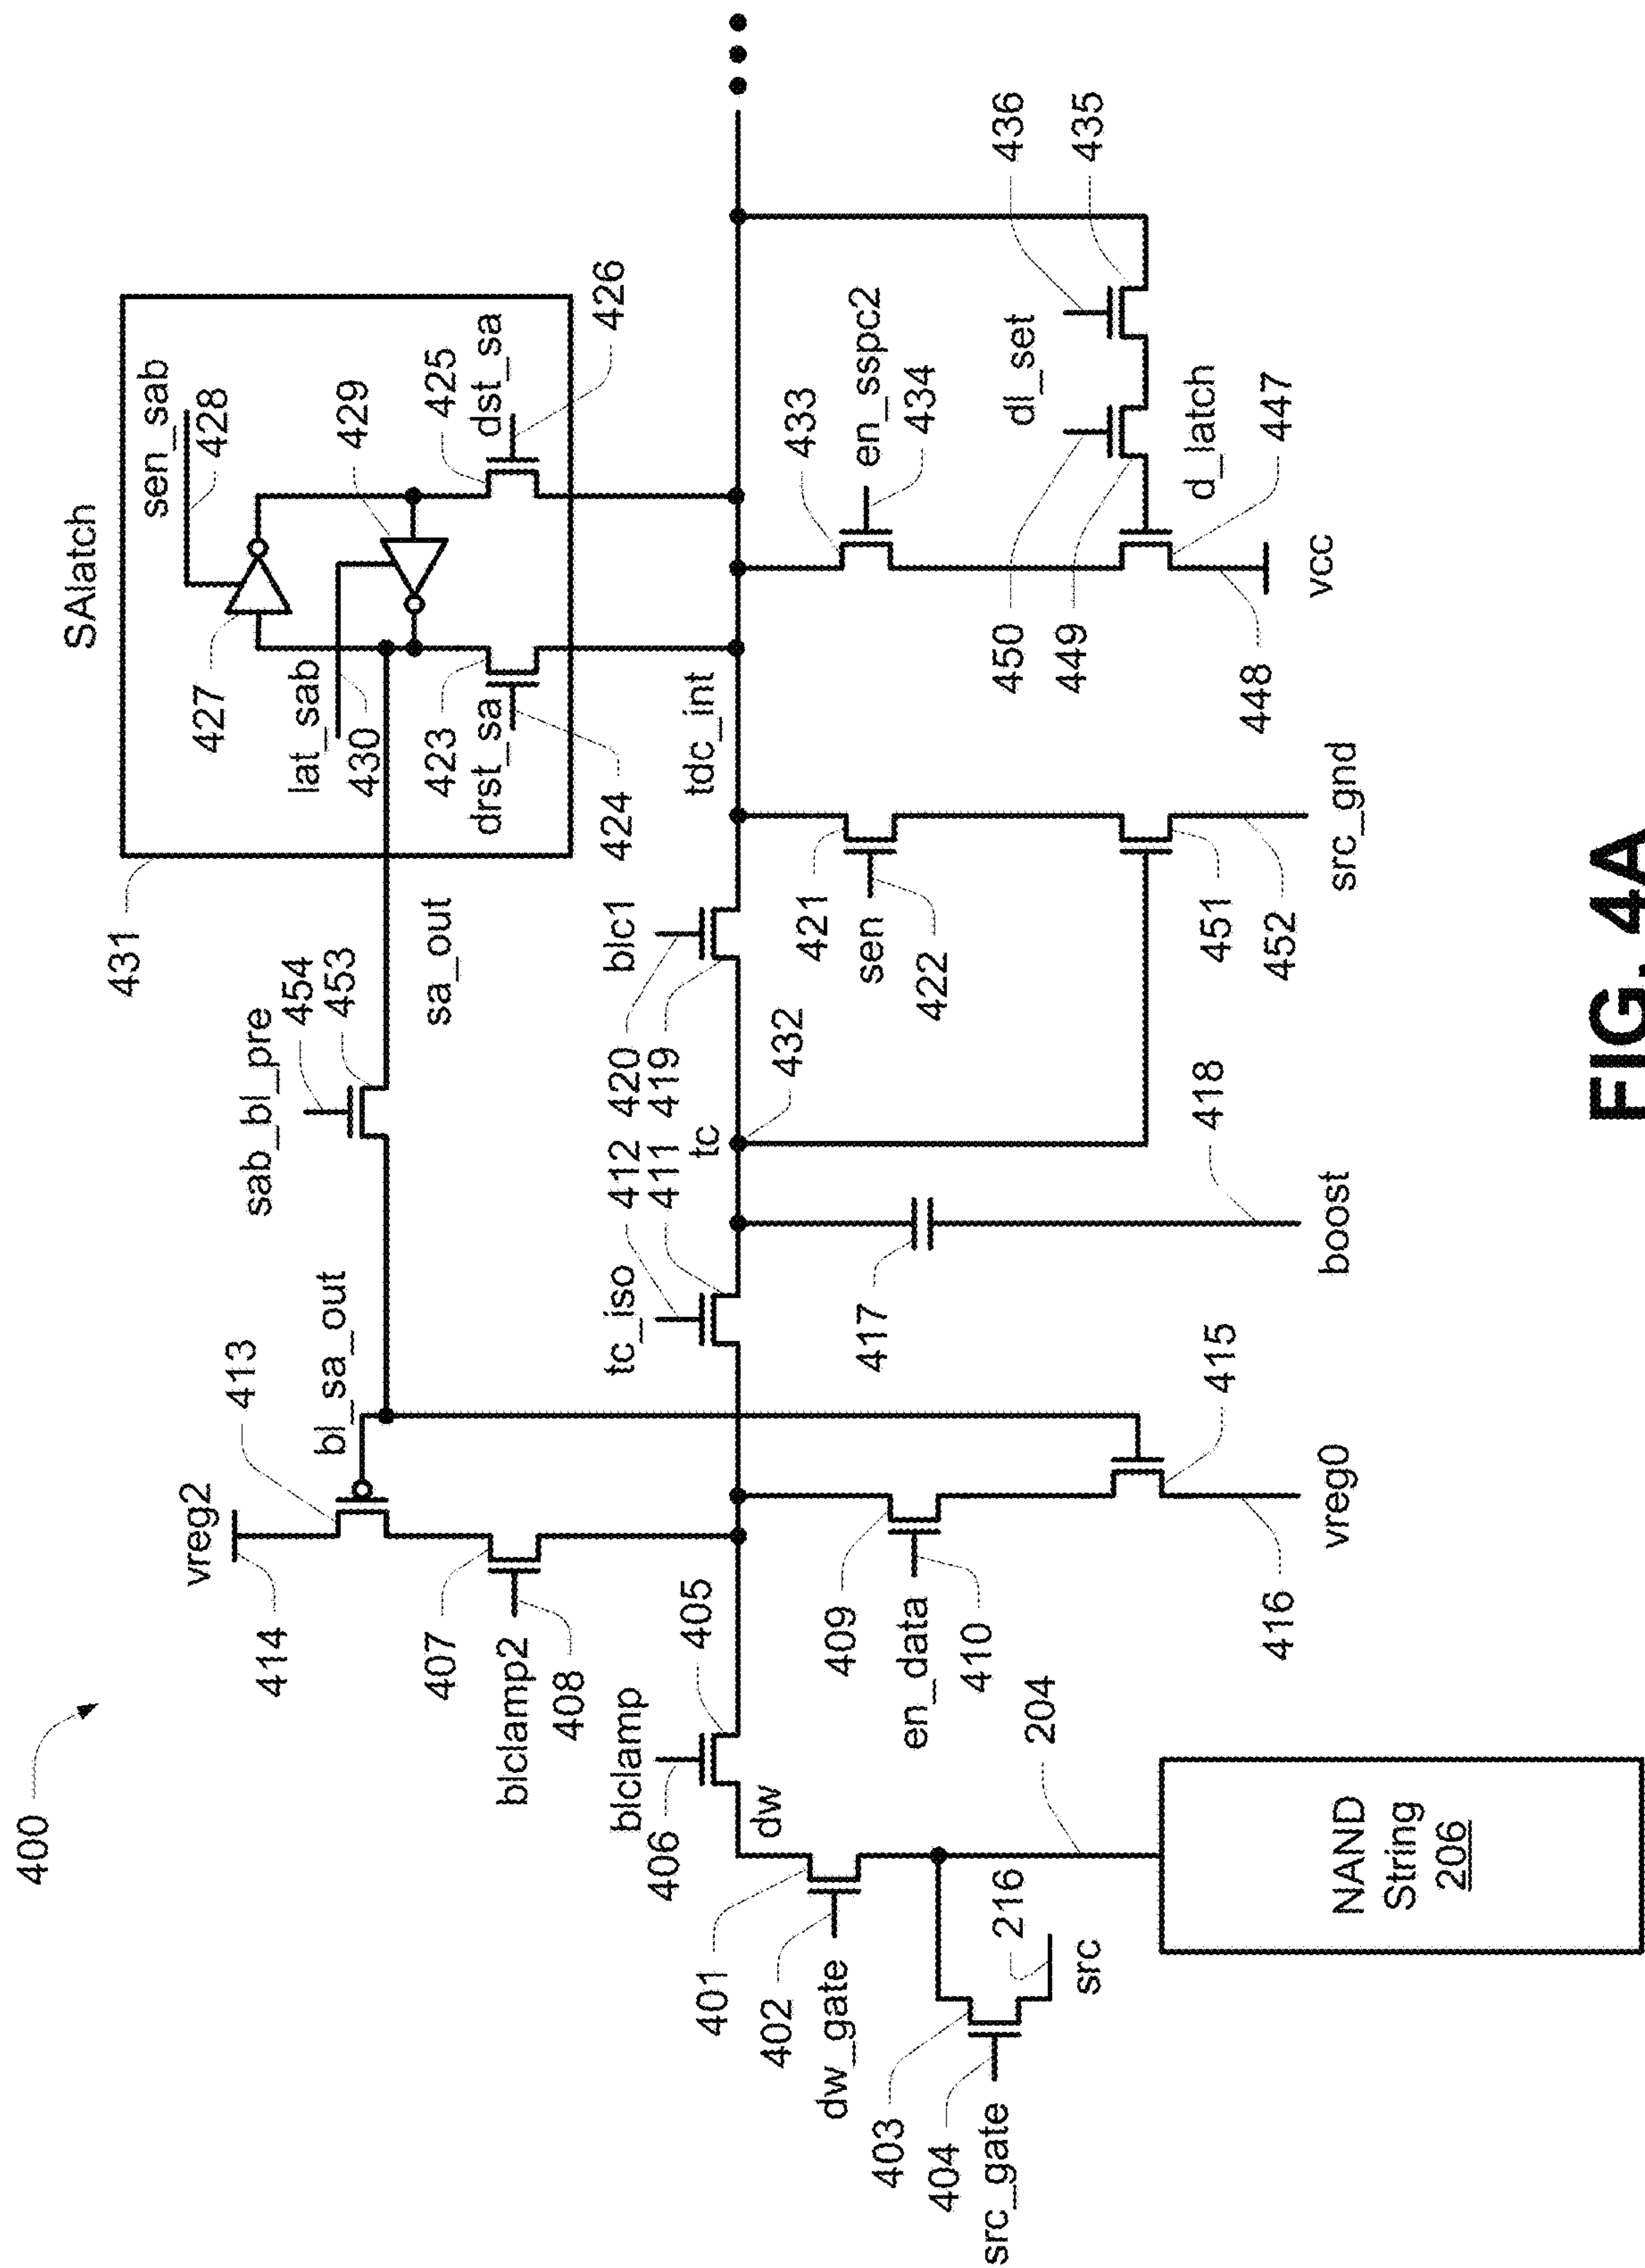 400
SAlatch
sen_sab
428
427
429
lat_sab
430
425
dst_sa
426
423
drst_sa
424
431
sab_bl_pre
454
453
sa_out
vreg2
414
413
bl_sa_out
407
blclamp2
408
blclamp
406
405
tc_iso
412
411
blc1
420
419
tc
432
tdc_int
dw
401
402
dw_gate
403
404
src_gate
216
src
204
NAND
String
206
409
en_data
410
415
416
vreg0
417
418
boost
421
sen
422
451
452
src_gnd
433
en_sspc2
434
dl_set
436
435
450
449
d_latch
447
448
vcc
FIG. 4A